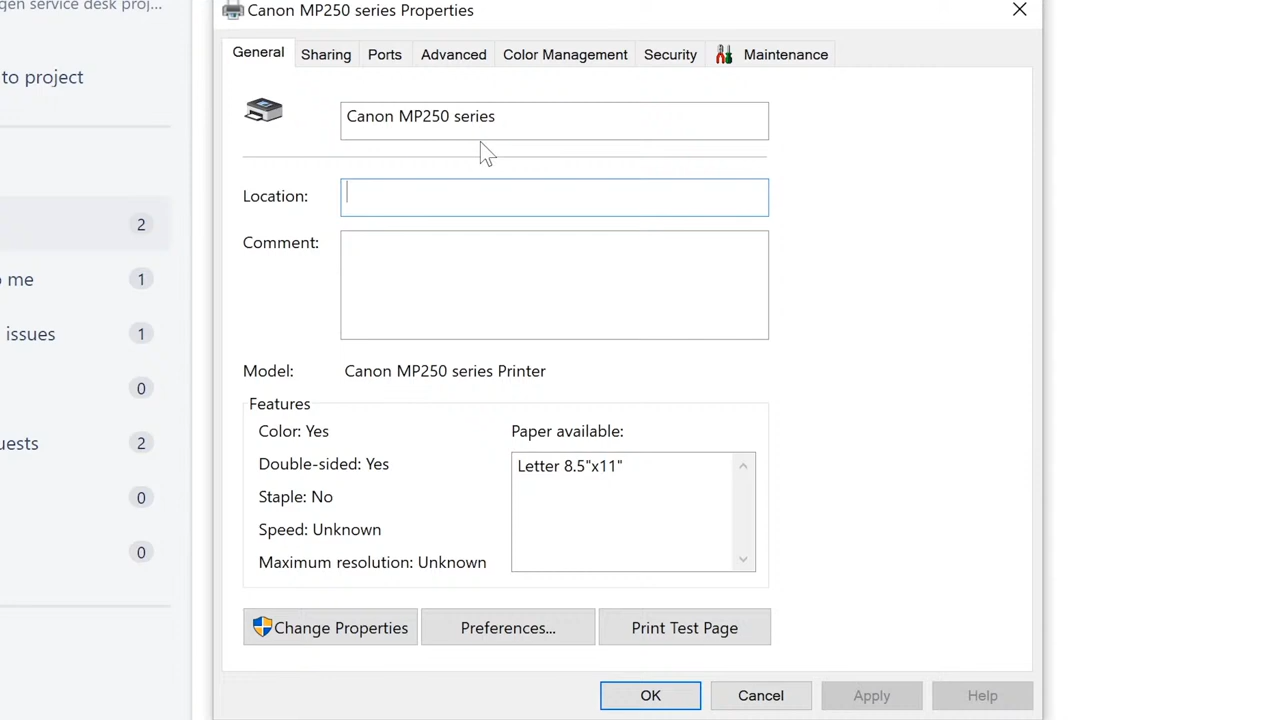 gen service desk proj...
Canon MP250 series Properties
General
Sharing
Ports
Advanced
Color Management
Security
Maintenance
to project
Canon MP250 series
Location:
2
Comment:
me
1
issues
1
Model:
Canon MP250 series Printer
0
Features
Color: Yes
Paper available:
uests
2
Double-sided: Yes
Letter 8.5"x11"
Staple: No
0
Speed: Unknown
0
Maximum resolution: Unknown
Change Properties
Preferences...
Print Test Page
OK
Cancel
Apply
Help